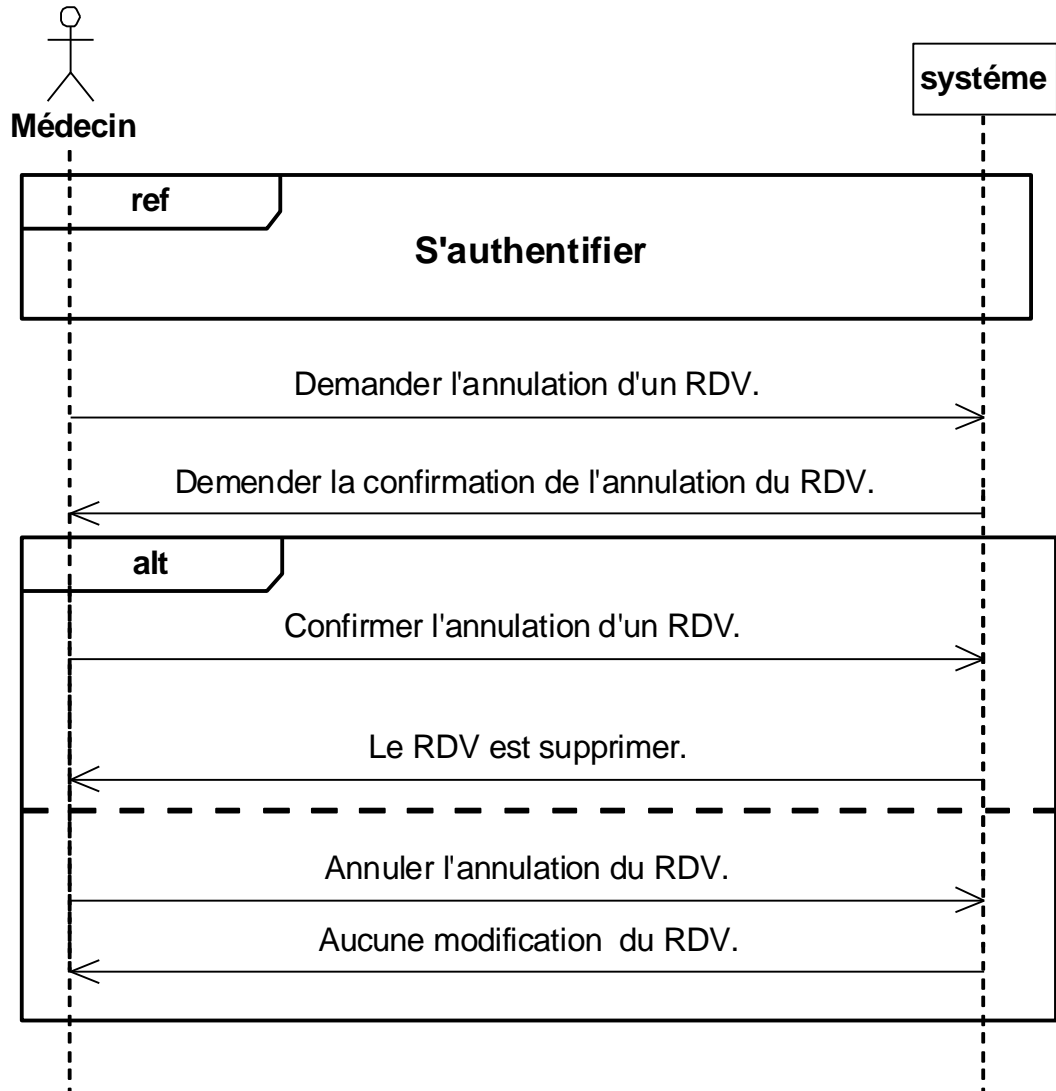 systéme
Médecin
ref
S'authentifier
Demander l'annulation d'un RDV.
Demender la confirmation de l'annulation du RDV.
alt
Confirmer l'annulation d'un RDV.
Le RDV est supprimer.
Annuler l'annulation du RDV.
Aucune modification  du RDV.